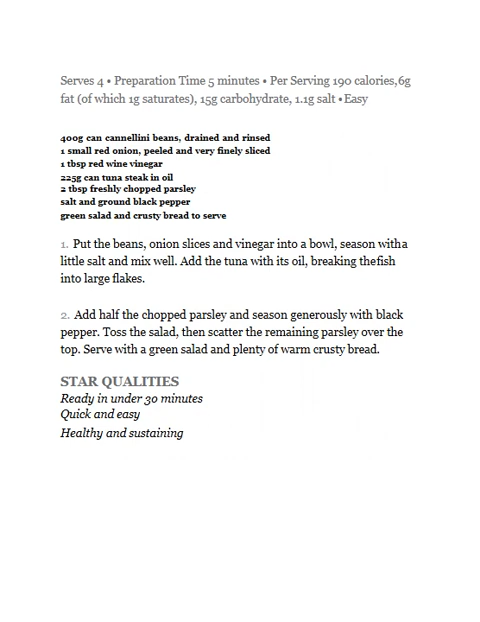 Serves 4 • Preparation Time 5 minutes • Per Serving 190 calories,6g
fat (of which 1g saturates), 15g carbohydrate, 1.1g salt • Easy
400g can cannellini beans, drained and rinsed
1 small red onion, peeled and very finely sliced
1 tbsp red wine vinegar
225g can tuna steak in oil
2 tbsp freshly chopped parsley
salt and ground black pepper
green salad and crusty bread to serve
1. Put the beans, onion slices and vinegar into a bowl, season witha
little salt and mix well. Add the tuna with its oil, breaking thefish
into large flakes.
2. Add half the chopped parsley and season generously with black
pepper. Toss the salad, then scatter the remaining parsley over the
top. Serve with a green salad and plenty of warm crusty bread.
STAR QUALITIES
Ready in under 30 minutes
Quick and easy
Healthy and sustaining